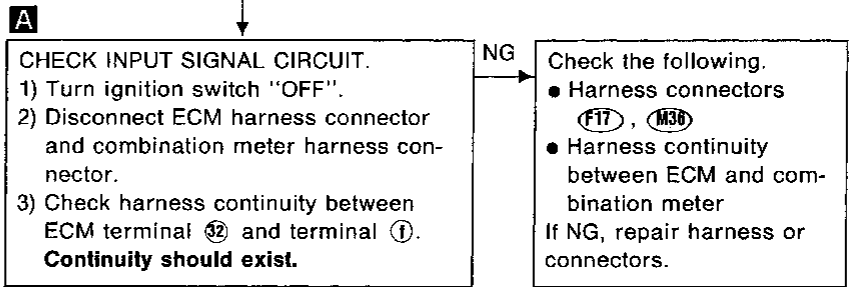 A
CHECK INPUT SIGNAL CIRCUIT.
1) Turn ignition switch "OFF".
2) Disconnect ECM harness connector
and combination meter harness con-
nector.
3) Check harness continuity between
ECM terminal 32 and terminal f.
Continuity should exist.
NG
Check the following.
● Harness connectors
F17, M36
● Harness continuity
between ECM and com-
bination meter
If NG, repair harness or
connectors.